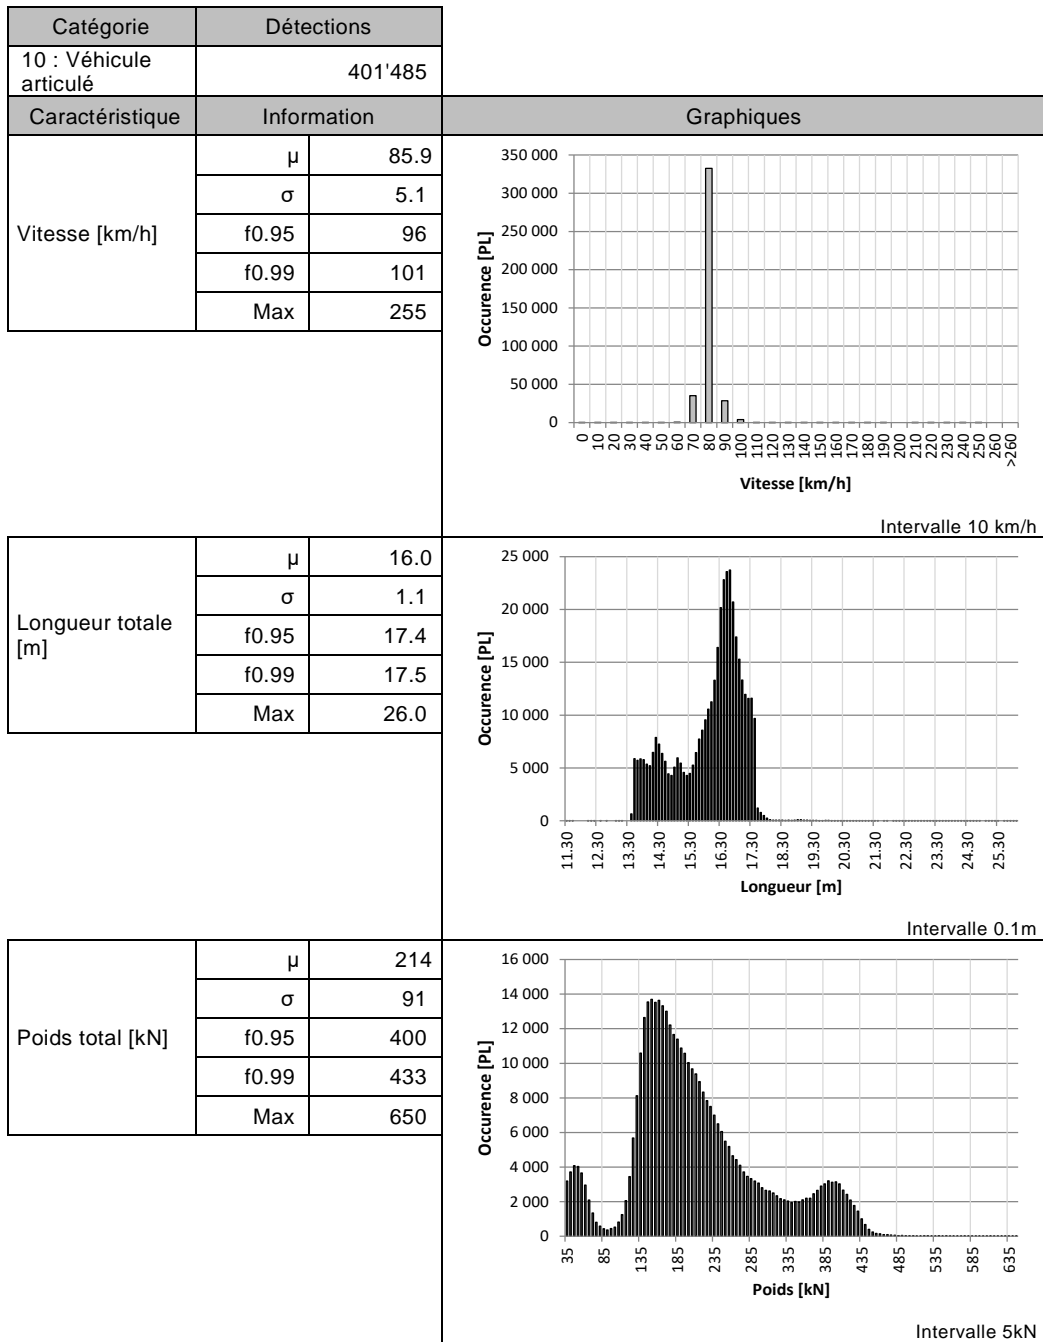 Catégorie Détections
10 : Véhicule
articulé
401'485
Caractéristique Information Graphiques
Vitesse [km/h]
µ 85.9
σ 5.1
f0.95 96
f0.99 101
Max 255
350 000
300 000
250 000
200 000
150 000
100 000
50 000
0
Occurence [PL]
0 10 20 30 40 50 60 70 80 90 100 110 120 130 140 150 160 170 180 190 200 210 220 230 240 250 260 >260
Vitesse [km/h]
Intervalle 10 km/h
Longueur totale
[m]
µ 16.0
σ 1.1
f0.95 17.4
f0.99 17.5
Max 26.0
25 000
20 000
15 000
10 000
5 000
0
Occurence [PL]
11.30 12.30 13.30 14.30 15.30 16.30 17.30 18.30 19.30 20.30 21.30 22.30 23.30 24.30 25.30
Longueur [m]
Intervalle 0.1m
Poids total [kN]
µ 214
σ 91
f0.95 400
f0.99 433
Max 650
16 000
14 000
12 000
10 000
8 000
6 000
4 000
2 000
0
Occurence [PL]
35 85 135 185 235 285 335 385 435 485 535 585 635
Poids [kN]
Intervalle 5kN